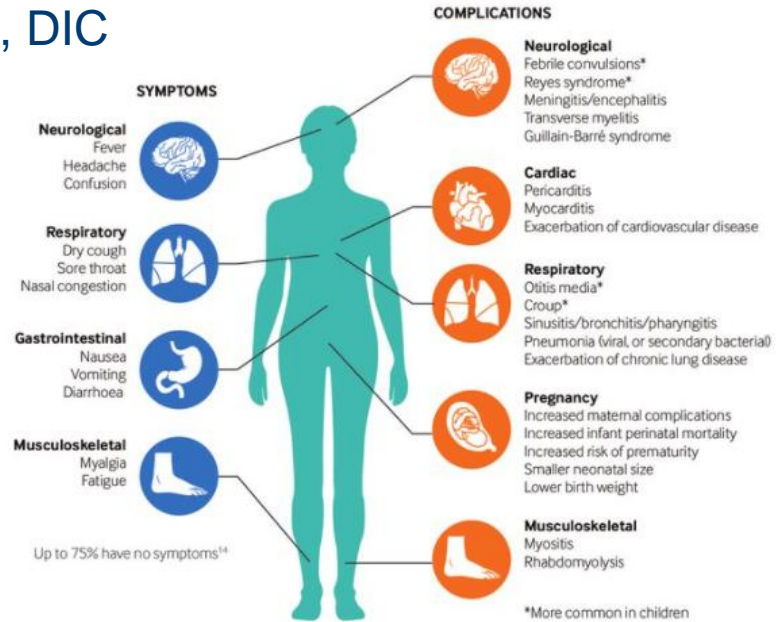 , DIC
SYMPTOMS
Neurological
Fever
Headache
Confusion
Respiratory
Dry cough
Sore throat
Nasal congestion
Gastrointestinal
Nausea
Vomiting
Diarrhoea
Musculoskeletal
Myalgia
Fatigue
Up to 75% have no symptoms¹⁴
COMPLICATIONS
Neurological
Febrile convulsions*
Reyes syndrome*
Meningitis/encephalitis
Transverse myelitis
Guillain-Barré syndrome
Cardiac
Pericarditis
Myocarditis
Exacerbation of cardiovascular disease
Respiratory
Otitis media*
Croup*
Sinusitis/bronchitis/pharyngitis
Pneumonia (viral, or secondary bacterial)
Exacerbation of chronic lung disease
Pregnancy
Increased maternal complications
Increased infant perinatal mortality
Increased risk of prematurity
Smaller neonatal size
Lower birth weight
Musculoskeletal
Myositis
Rhabdomyolysis
*More common in children